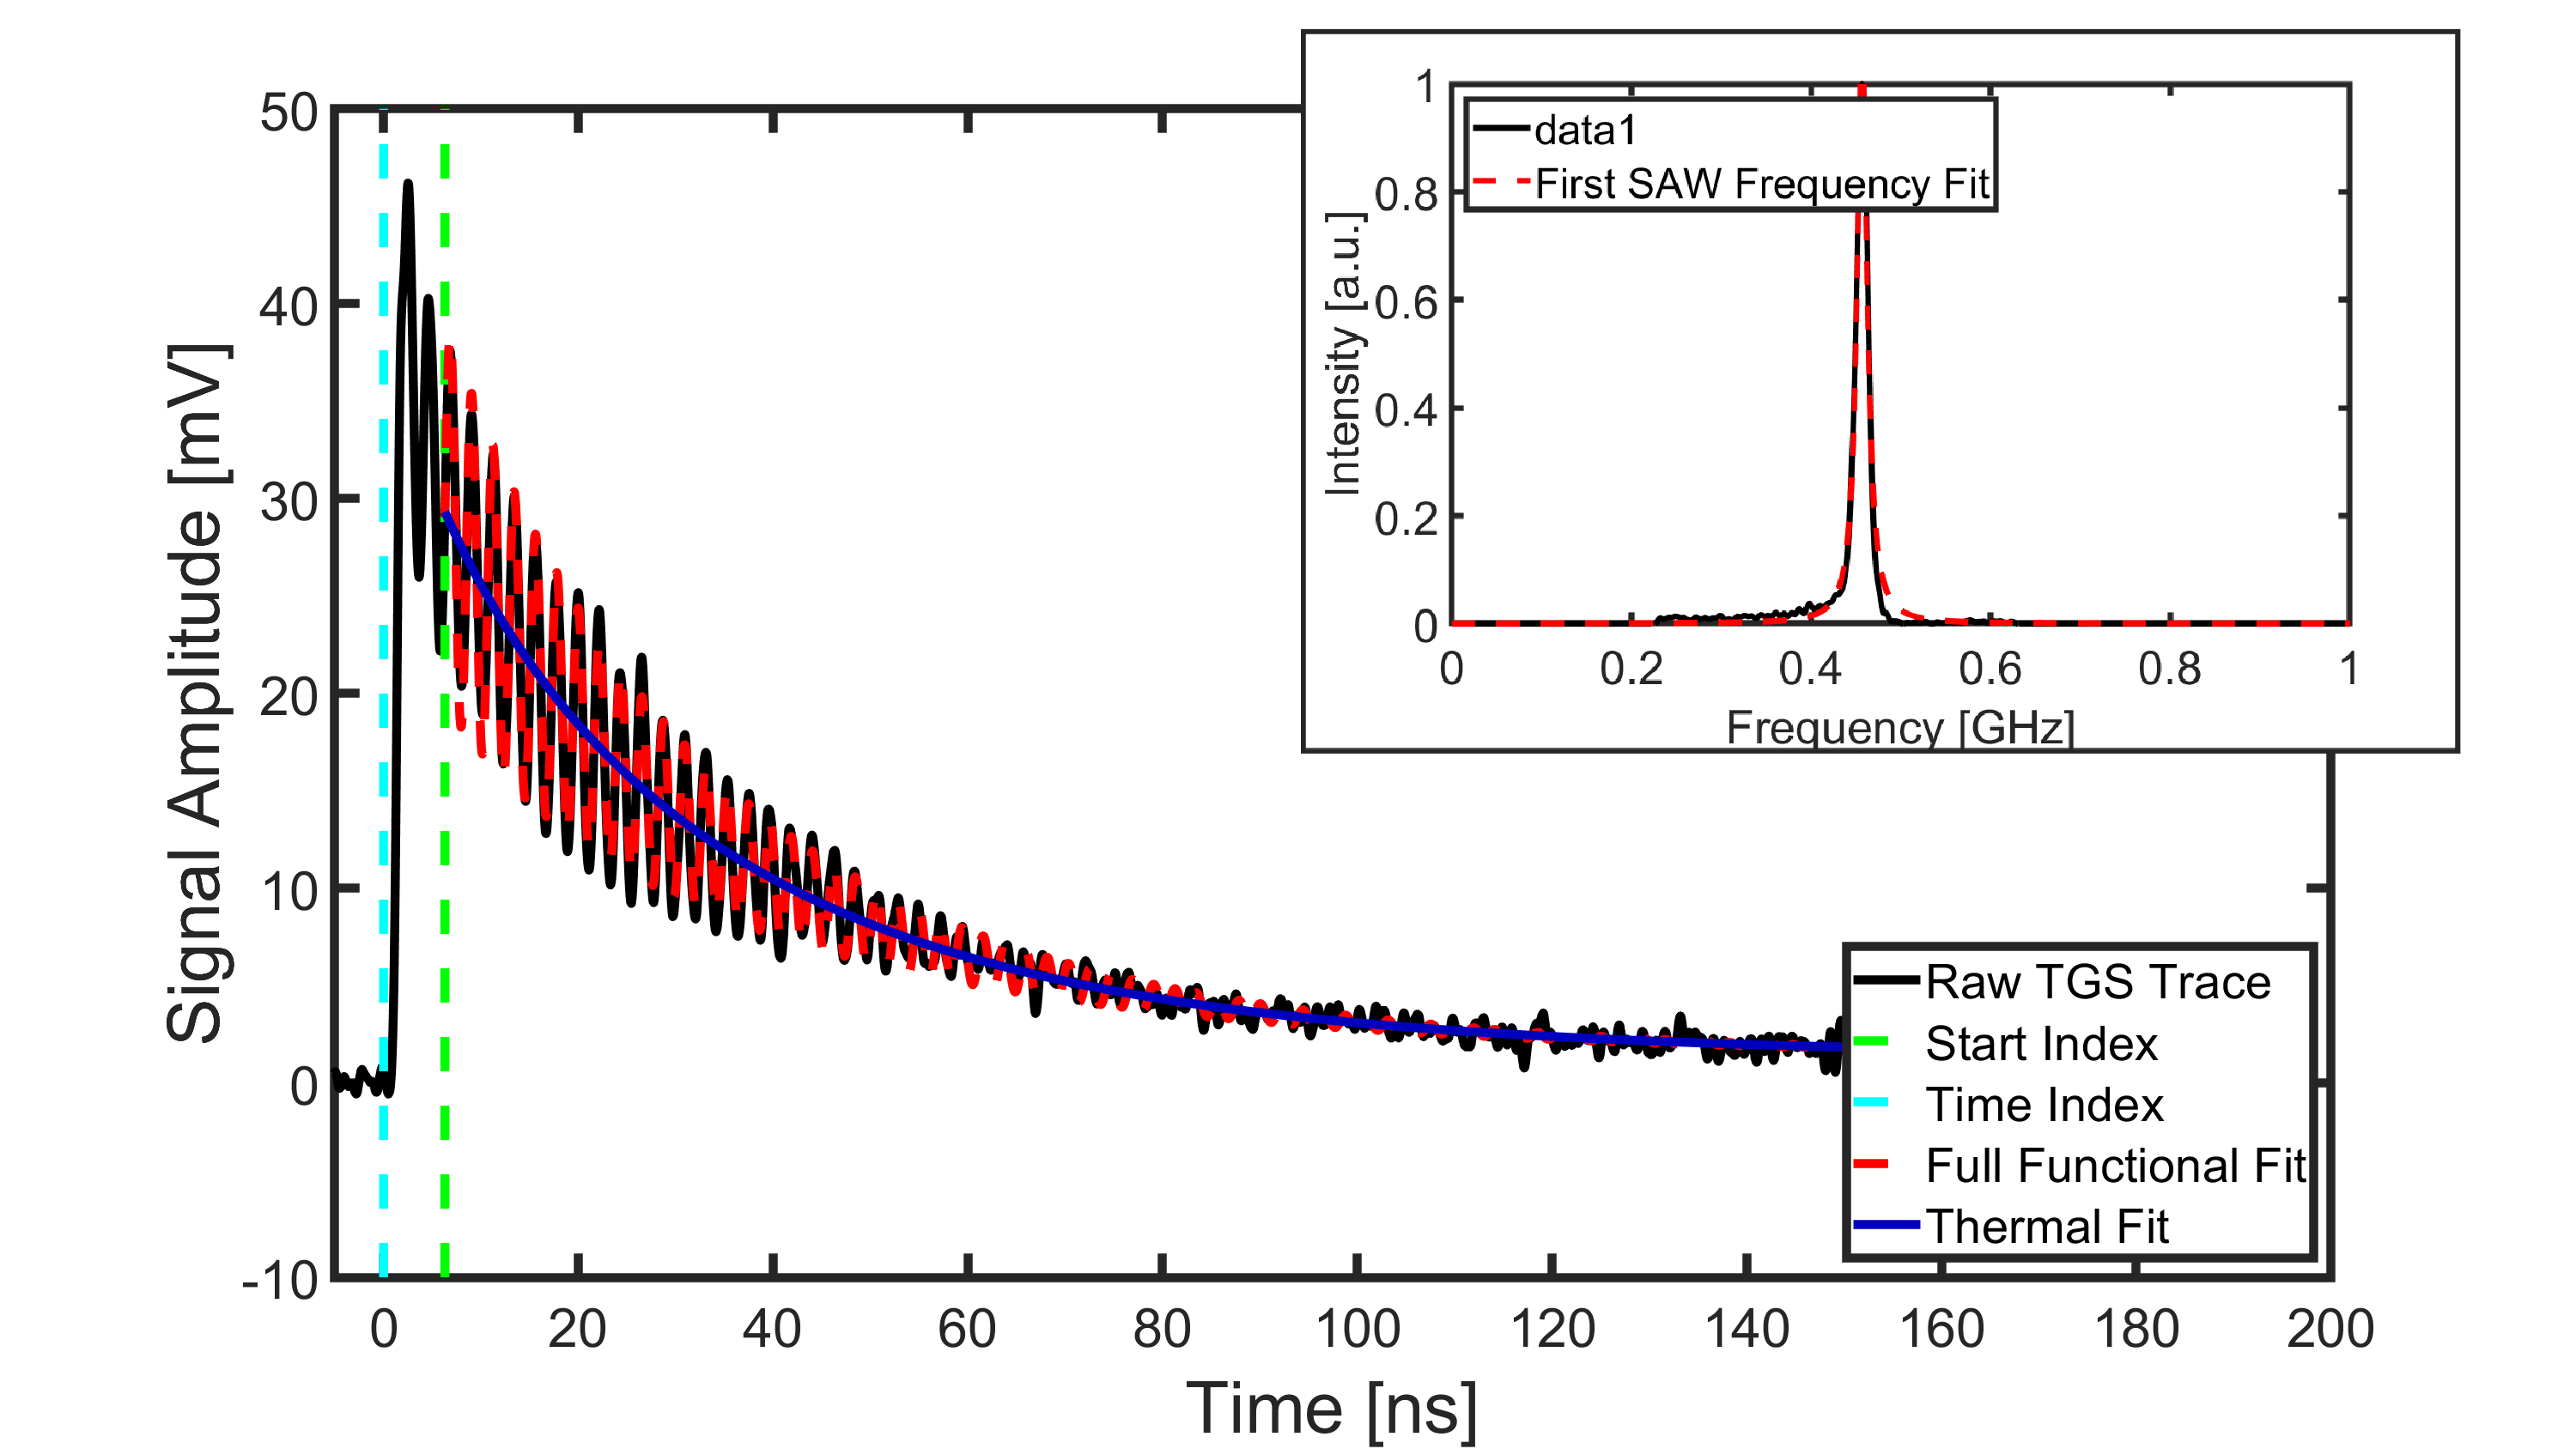 50
40
30
20
10
0
-10
Signal Amplitude [mV]
0 20 40 60 80 100 120 140 160 180 200
Time [ns]
1
0.8
0.6
0.4
0.2
0
Intensity [a.u.]
data1
First SAW Frequency Fit
0 0.2 0.4 0.6 0.8 1
Frequency [GHz]
Raw TGS Trace
Start Index
Time Index
Full Functional Fit
Thermal Fit